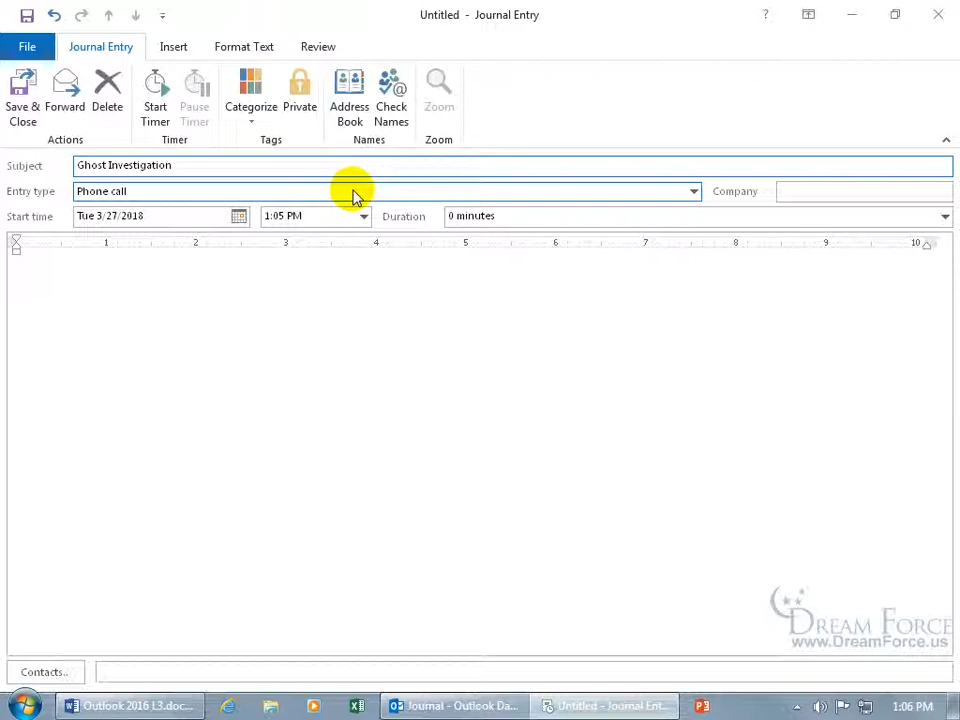 Untitled - Journal Entry
?
File
Journal Entry
Insert
Format Text
Review
Save & Close
Forward
Delete
Start Timer
Pause Timer
Categorize
Private
Address Book
Check Names
Zoom
Actions
Timer
Tags
Names
Zoom
Subject
Ghost Investigation
Entry type
Phone call
Company
Start time
Tue 3/27/2018
1:05 PM
Duration
0 minutes
1 2 3 4 5 6 7 8 9 10
DREAM FORCE
www.DreamForce.us
Contacts..
Outlook 2016 L3.doc...
Journal - Outlook Da...
Untitled - Journal Ent...
1:06 PM